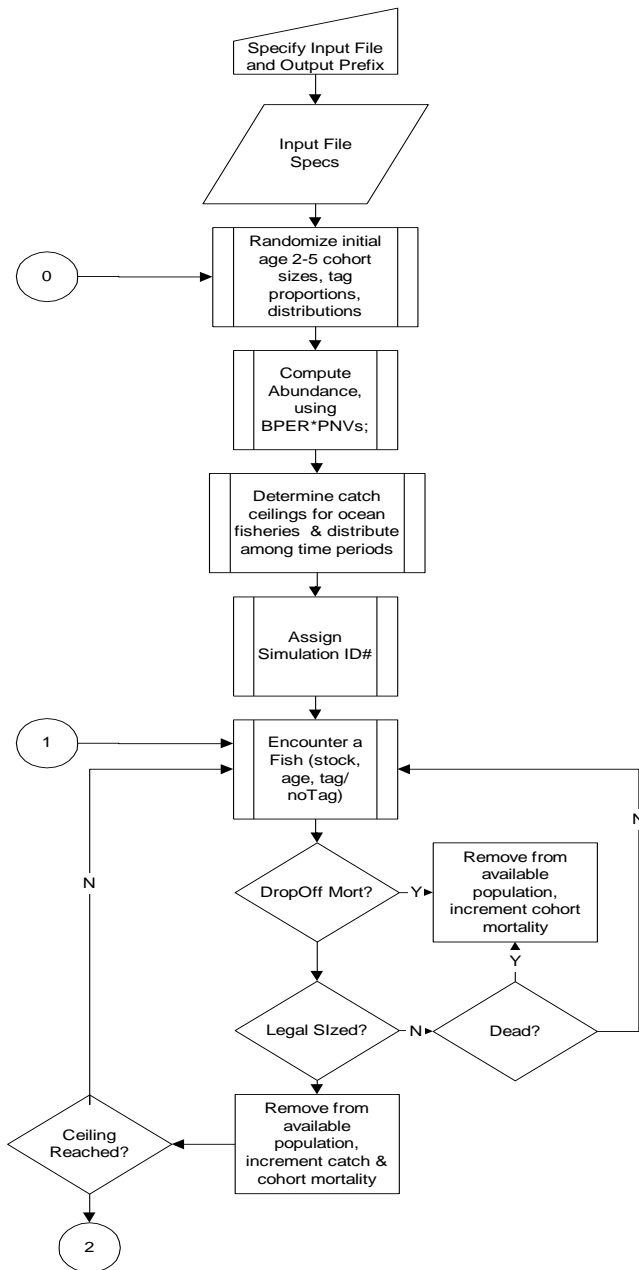 Specify Input File
and Output Prefix
Input File
Specs
0
Randomize initial
age 2-5 cohort
sizes, tag
proportions,
distributions
Compute
Abundance,
using
BPER*PNVs;
Determine catch
ceilings for ocean
fisheries & distribute
among time periods
Assign
Simulation ID#
1
Encounter a
Fish (stock,
age, tag/
noTag)
N
N
DropOff Mort?
Y
Remove from
available
population,
increment cohort
mortality
Y
Legal SIzed?
N
Dead?
Ceiling
Reached?
Remove from
available
population,
increment catch &
cohort mortality
2